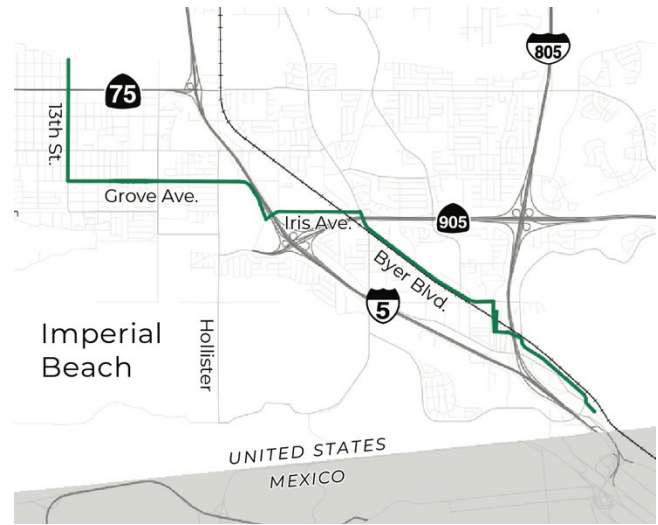 805
75
13th St.
Grove Ave.
Iris Ave.
905
Byer Blvd.
5
Imperial
Beach
Hollister
UNITED STATES
MEXICO